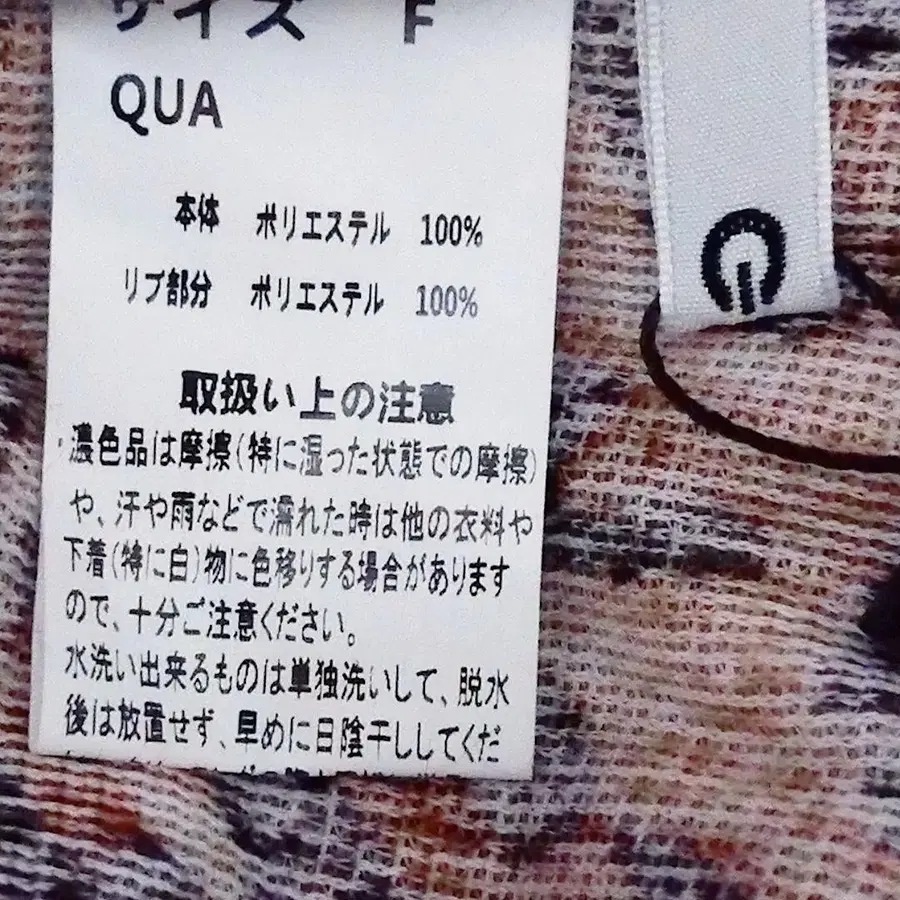 サイズ F
QUA
本体 ポリエステル 100%
リブ部分 ポリエステル 100%
取扱い上の注意
・濃色品は摩擦(特に湿った状態での摩擦)
や、汗や雨などで濡れた時は他の衣料や
下着(特に白)物に色移りする場合があります
ので、十分ご注意ください。
水洗い出来るものは単独洗いして、脱水
後は放置せず、早めに日陰干ししてくだ